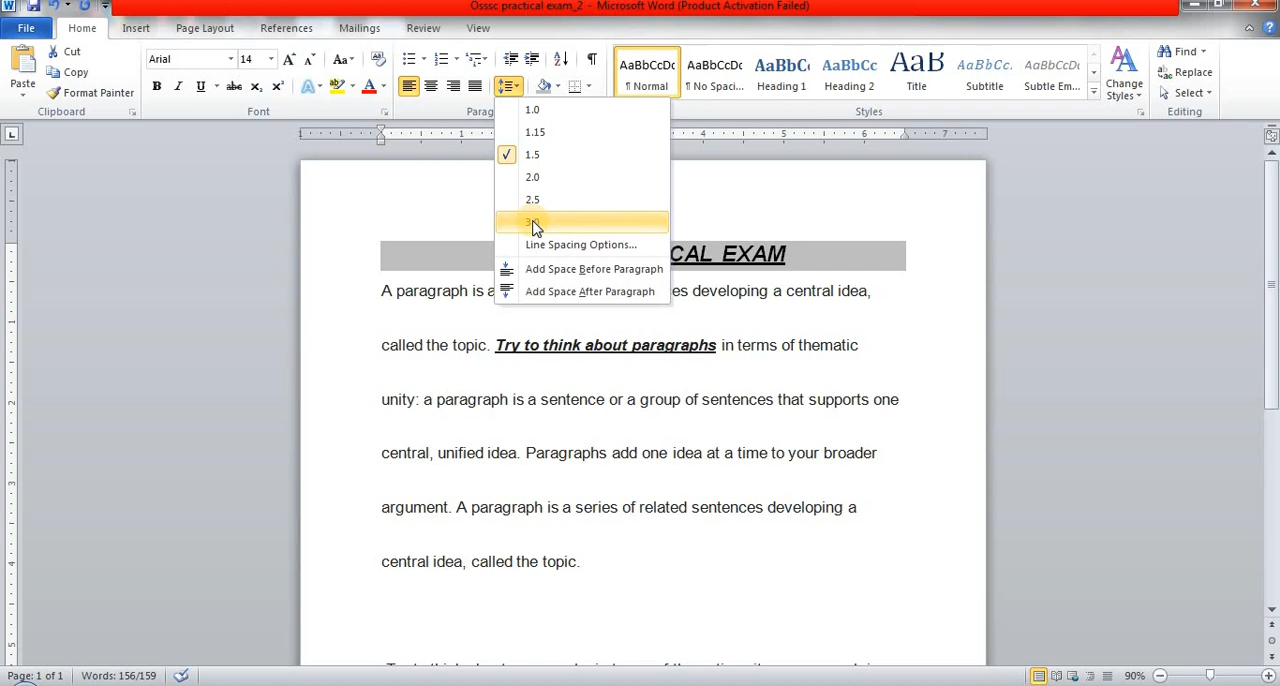 Osssc practical exam_2 - Microsoft Word (Product Activation Failed)
File Home Insert Page Layout References Mailings Review View
Cut
Copy
Format Painter
Paste
Clipboard
Arial 14
Font
AaBbCcDc AaBbCcDc AaBbC AaBbCc AaB AaBbCc. AaBbCcDc
¶ Normal ¶ No Spaci... Heading 1 Heading 2 Title Subtitle Subtle Em...
Change Styles
Styles
Find
Replace
Select
Editing
1.0
1.15
1.5
2.0
2.5
3.0
Line Spacing Options...
Add Space Before Paragraph
Add Space After Paragraph
CAL EXAM
A paragraph is a es developing a central idea,
called the topic. Try to think about paragraphs in terms of thematic
unity: a paragraph is a sentence or a group of sentences that supports one
central, unified idea. Paragraphs add one idea at a time to your broader
argument. A paragraph is a series of related sentences developing a
central idea, called the topic.
Page: 1 of 1 Words: 156/159 90%